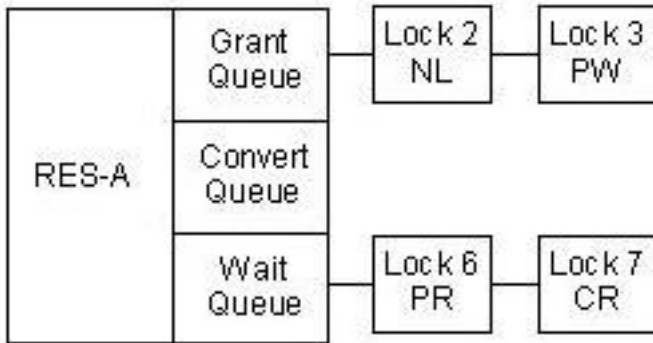 RES-A
Grant
Queue
Lock 2
NL
Lock 3
PW
Convert
Queue
Wait
Queue
Lock 6
PR
Lock 7
CR